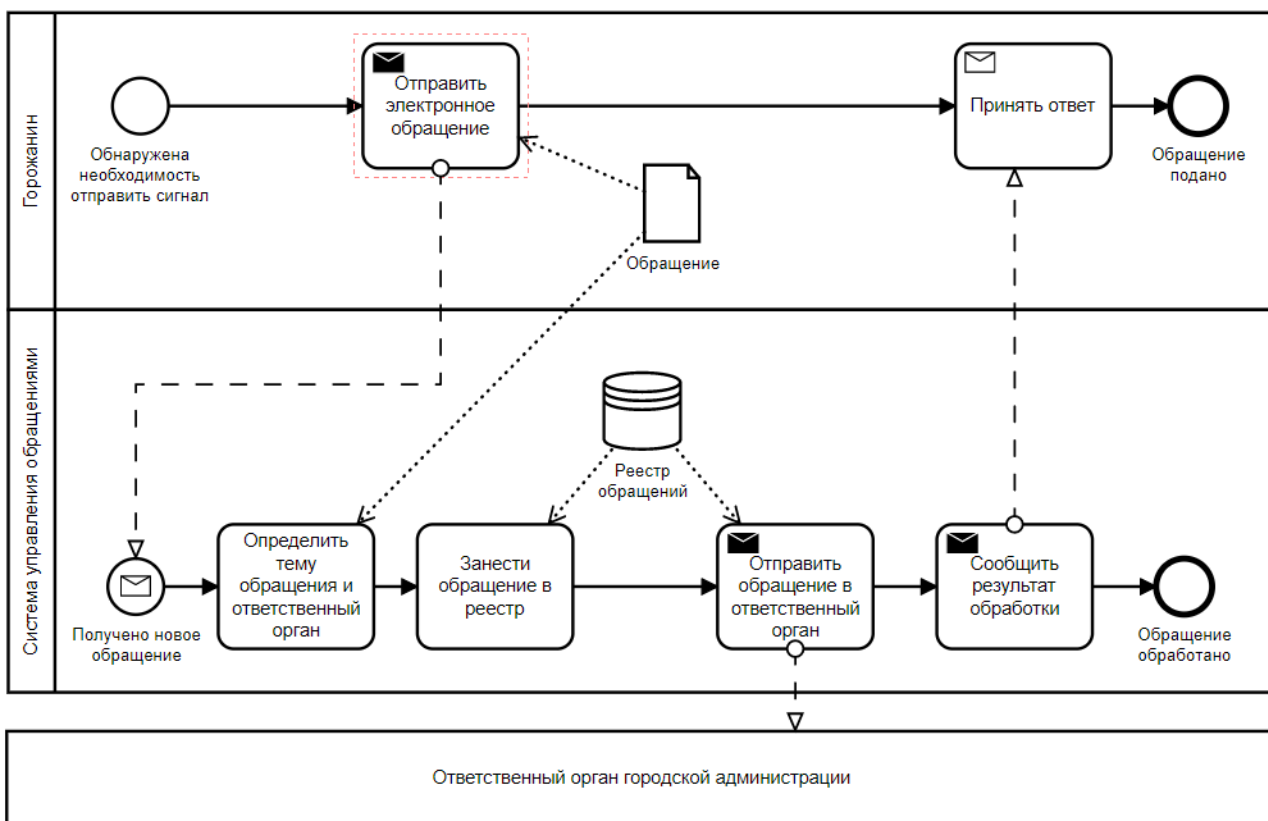 Горожанин
Обнаружена
необходимость
отправить сигнал
Отправить
электронное
обращение
Обращение
Принять ответ
Обращение
подано
Система управления обращениями
Получено новое
обращение
Определить
тему
обращения и
ответственный
орган
Занести
обращение в
реестр
Реестр
обращений
Отправить
обращение в
ответственный
орган
Сообщить
результат
обработки
Обращение
обработано
Ответственный орган городской администрации